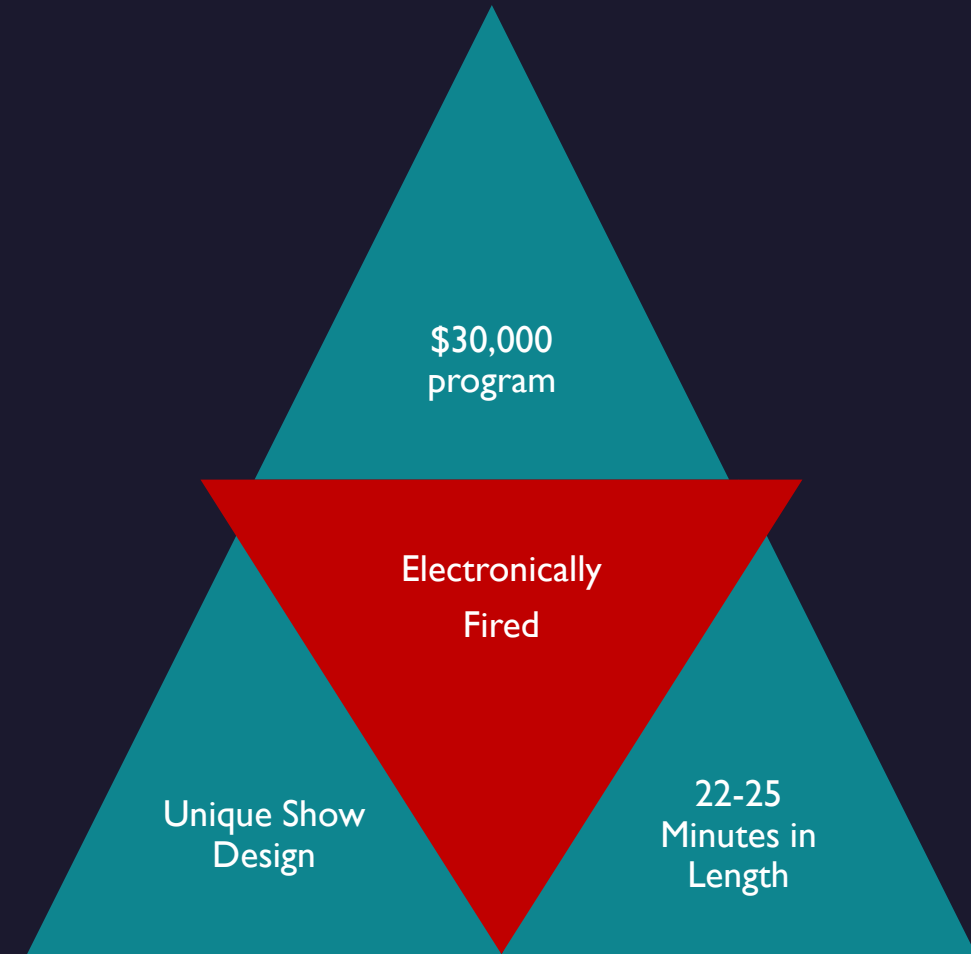 $30,000
program
Electronically
Fired
Unique Show
Design
22-25
Minutes in
Length